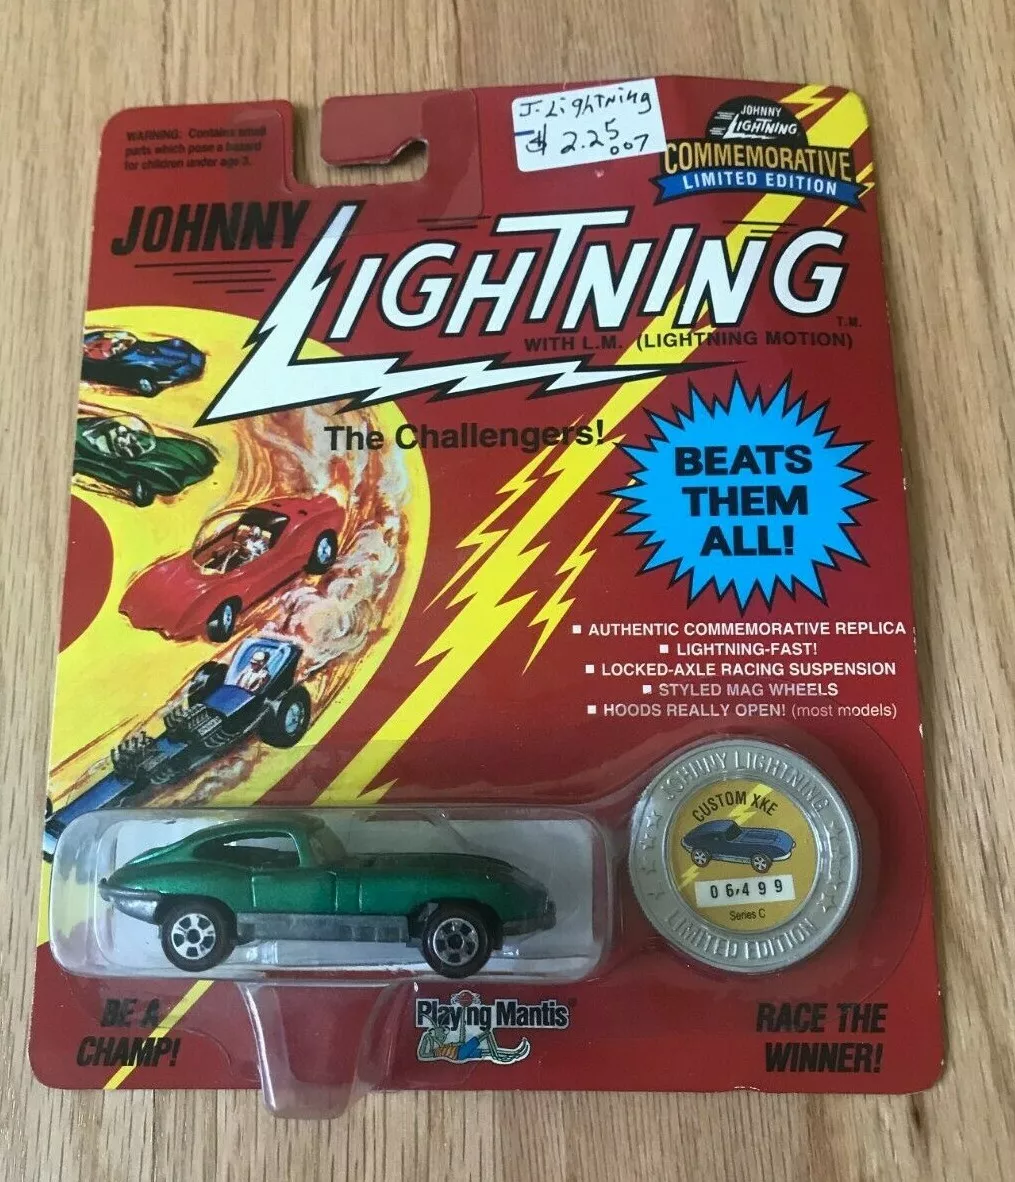 WARNING: Contains small
parts which pose a hazard
for children under age 3.
J. Lighтning
$ 2.25
007
JOHNNY
LIGHTNING
COMMEMORATIVE
LIMITED EDITION
JOHNNY
LIGHTNING
T.M.
WITH L.M. (LIGHTNING MOTION)
The Challengers!
BEATS
THEM
ALL!
▪ AUTHENTIC COMMEMORATIVE REPLICA
▪ LIGHTNING-FAST!
▪ LOCKED-AXLE RACING SUSPENSION
▪ STYLED MAG WHEELS
▪ HOODS REALLY OPEN! (most models)
JOHNNY LIGHTNING
CUSTOM XKE
06,499
Series C
LIMITED EDITION
BE A
CHAMP!
Playing Mantis
RACE THE
WINNER!